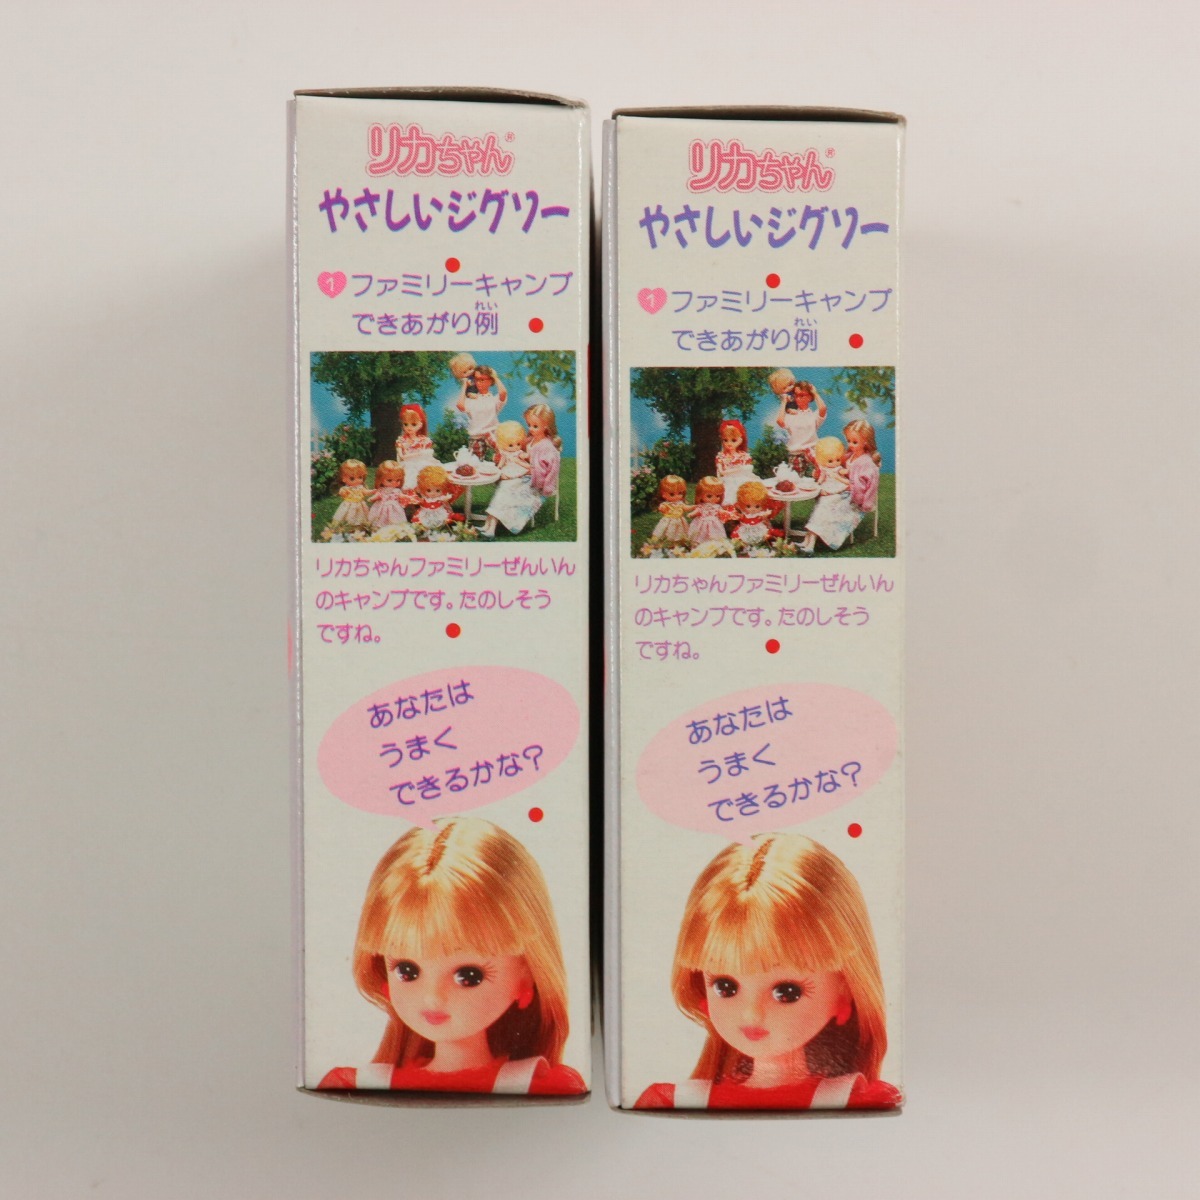 リカちゃん®
やさしいジグソー
1 ファミリーキャンプ
できあがり例
れい
リカちゃんファミリーぜんいん
のキャンプです。たのしそう
ですね。
あなたは
うまく
できるかな?
リカちゃん®
やさしいジグソー
1 ファミリーキャンプ
できあがり例
れい
リカちゃんファミリーぜんいん
のキャンプです。たのしそう
ですね。
あなたは
うまく
できるかな?